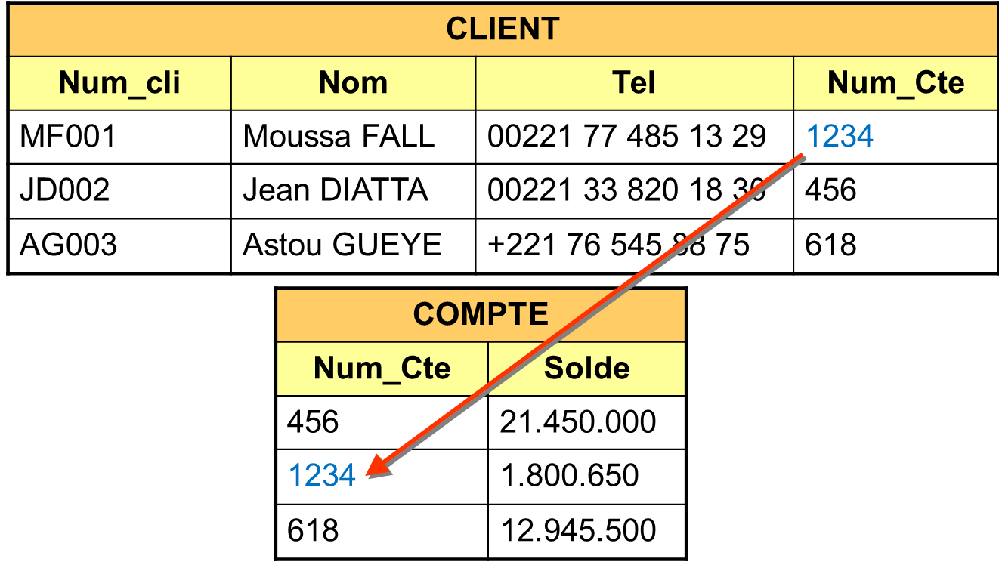 CLIENT
Num_cli Nom Tel Num_Cte
MF001 Moussa FALL 00221 77 485 13 29 1234
JD002 Jean DIATTA 00221 33 820 18 30 456
AG003 Astou GUEYE +221 76 545 88 75 618
COMPTE
Num_Cte Solde
456 21.450.000
1234 1.800.650
618 12.945.500